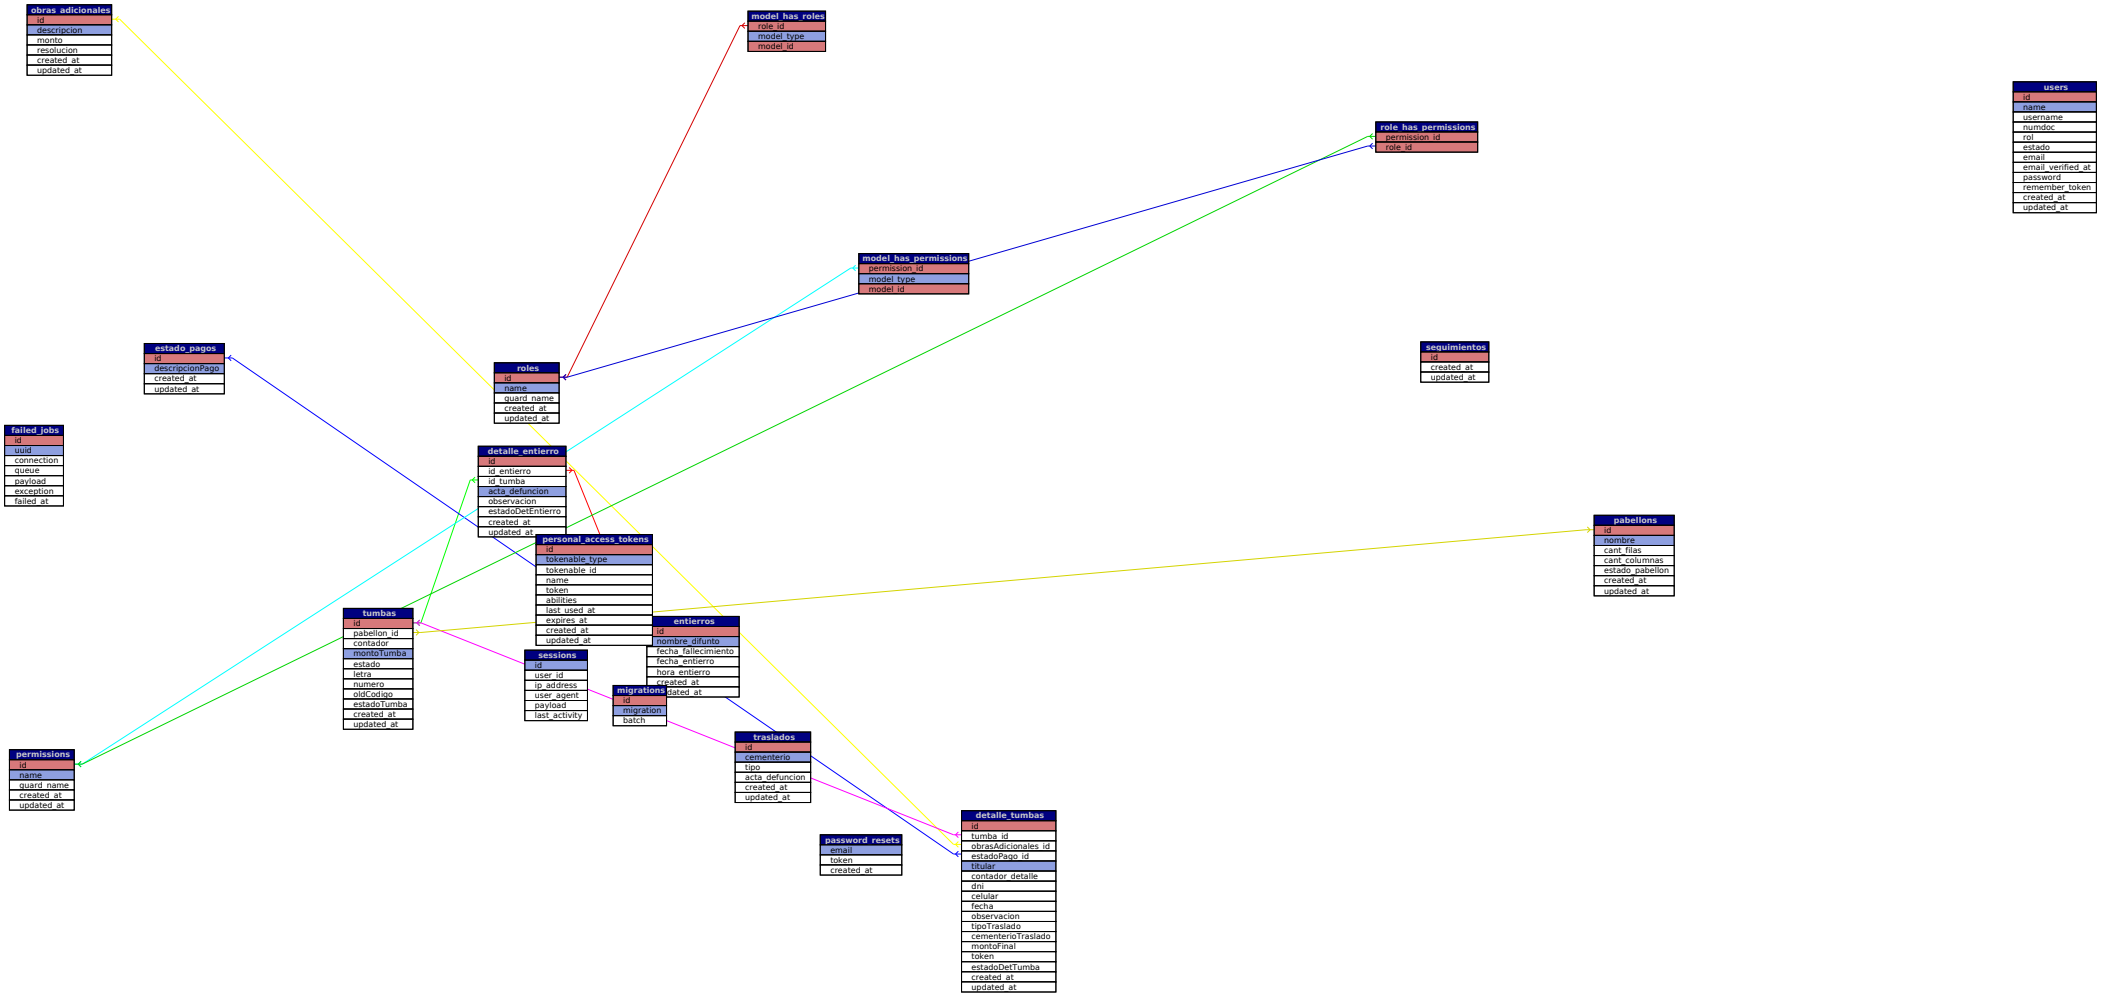 obras_adicionales
id
descripcion
monto
resolucion
created_at
updated_at
model_has_roles
role_id
model_type
model_id
users
id
name
username
numdoc
rol
estado
email
email_verified_at
password
remember_token
created_at
updated_at
role_has_permissions
permission_id
role_id
model_has_permissions
permission_id
model_type
model_id
estado_pagos
id
descripcionPago
created_at
updated_at
seguimientos
id
created_at
updated_at
roles
id
name
guard_name
created_at
updated_at
failed_jobs
id
uuid
connection
queue
payload
exception
failed_at
detalle_entierro
id
id_entierro
id_tumba
acta_defuncion
observacion
estadoDetEntierro
created_at
updated_at
pabellons
id
nombre
cant_filas
cant_columnas
estado_pabellon
created_at
updated_at
personal_access_tokens
id
tokenable_type
tokenable_id
name
token
abilities
last_used_at
expires_at
created_at
updated_at
tumbas
id
pabellon_id
contador
montoTumba
estado
letra
numero
oldCodigo
estadoTumba
created_at
updated_at
entierros
id
nombre_difunto
fecha_fallecimiento
fecha_entierro
hora_entierro
created_at
dated_at
sessions
id
user_id
ip_address
user_agent
payload
last_activity
migrations
id
migration
batch
traslados
id
cementerio
tipo
acta_defuncion
created_at
updated_at
permissions
id
name
guard_name
created_at
updated_at
detalle_tumbas
id
tumba_id
obrasAdicionales_id
estadoPago_id
titular
contador_detalle
dni
celular
fecha
observacion
tipoTraslado
cementerioTraslado
montoFinal
token
estadoDetTumba
created_at
updated_at
password_resets
email
token
created_at